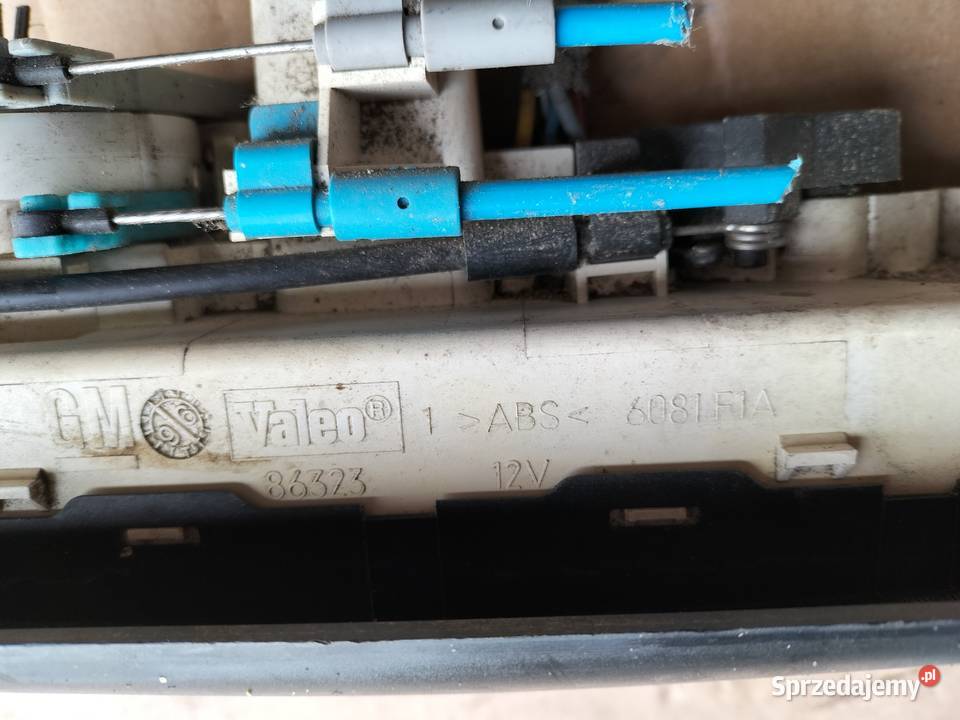 GM Valeo® 1 >ABS< 6081F1A
86323 12V
Sprzedajemy.pl